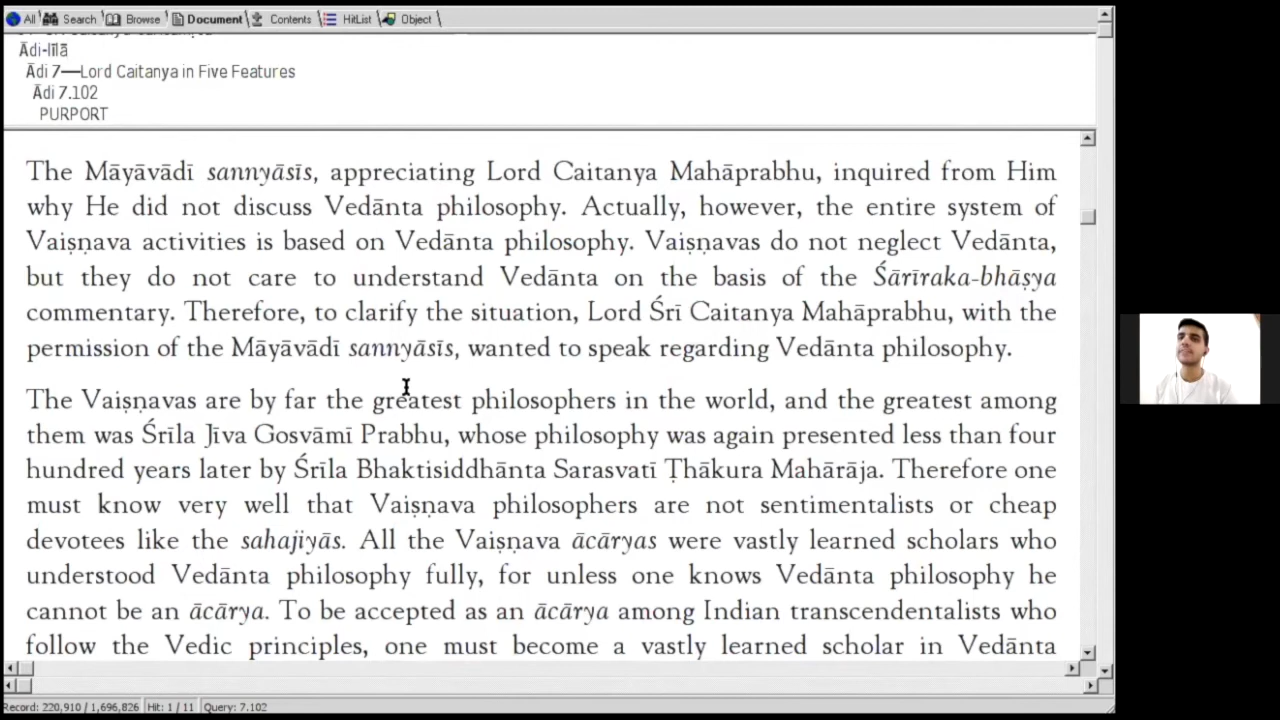 All Search Browse Document Contents HitList Object
Ādi-līlā
Ādi 7—Lord Caitanya in Five Features
Ādi 7.102
PURPORT
The Māyāvādī sannyāsīs, appreciating Lord Caitanya Mahāprabhu, inquired from Him
why He did not discuss Vedānta philosophy. Actually, however, the entire system of
Vaiṣṇava activities is based on Vedānta philosophy. Vaiṣṇavas do not neglect Vedānta,
but they do not care to understand Vedānta on the basis of the Śārīraka-bhāṣya
commentary. Therefore, to clarify the situation, Lord Śrī Caitanya Mahāprabhu, with the
permission of the Māyāvādī sannyāsīs, wanted to speak regarding Vedānta philosophy.
The Vaiṣṇavas are by far the greatest philosophers in the world, and the greatest among
them was Śrīla Jīva Gosvāmī Prabhu, whose philosophy was again presented less than four
hundred years later by Śrīla Bhaktisiddhānta Sarasvatī Ṭhākura Mahārāja. Therefore one
must know very well that Vaiṣṇava philosophers are not sentimentalists or cheap
devotees like the sahajiyās. All the Vaiṣṇava ācāryas were vastly learned scholars who
understood Vedānta philosophy fully, for unless one knows Vedānta philosophy he
cannot be an ācārya. To be accepted as an ācārya among Indian transcendentalists who
follow the Vedic principles, one must become a vastly learned scholar in Vedānta
Record: 220,910 / 1,696,826 Hit: 1 / 11 Query: 7.102